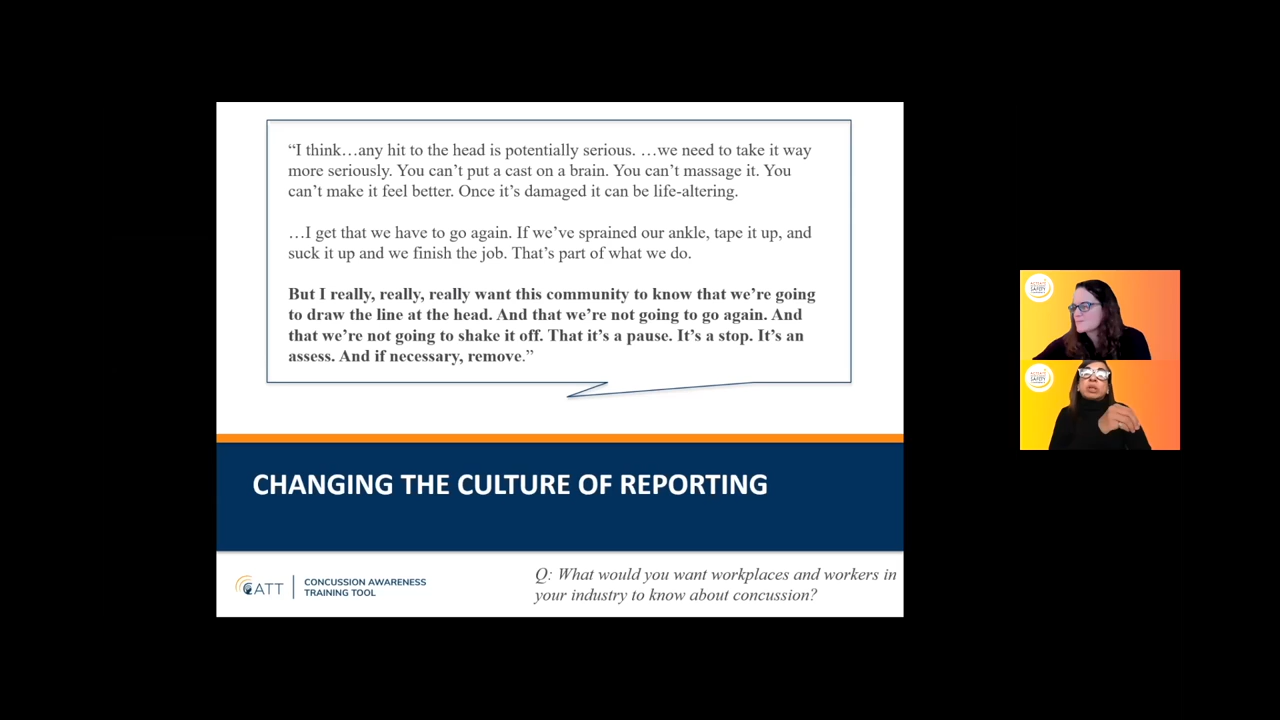 “I think…any hit to the head is potentially serious. …we need to take it way
more seriously. You can’t put a cast on a brain. You can’t massage it. You
can’t make it feel better. Once it’s damaged it can be life-altering.
…I get that we have to go again. If we’ve sprained our ankle, tape it up, and
suck it up and we finish the job. That’s part of what we do.
But I really, really, really want this community to know that we’re going
to draw the line at the head. And that we’re not going to go again. And
that we’re not going to shake it off. That it’s a pause. It’s a stop. It’s an
assess. And if necessary, remove.”
CHANGING THE CULTURE OF REPORTING
CATT
CONCUSSION AWARENESS
TRAINING TOOL
Q: What would you want workplaces and workers in
your industry to know about concussion?
SAFETY
SAFETY